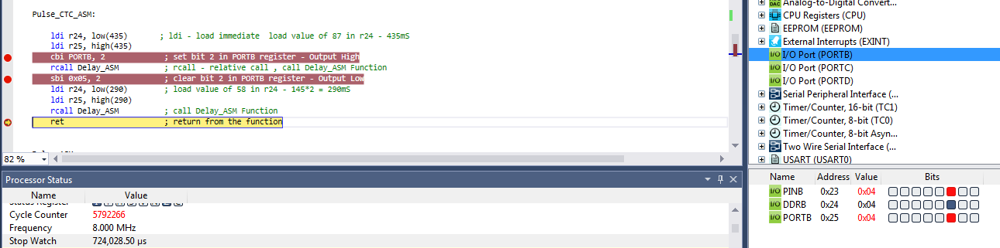 Pulse_CTC_ASM:
ldi r24, low(435) ; ldi - load immediate load value of 87 in r24 - 435mS
ldi r25, high(435)
cbi PORTB, 2 ; set bit 2 in PORTB register - Output High
rcall Delay_ASM ; rcall - relative call , call Delay_ASM Function
sbi 0x05, 2 ; clear bit 2 in PORTB register - Output Low
ldi r24, low(290) ; load value of 58 in r24 - 145*2 = 290mS
ldi r25, high(290)
rcall Delay_ASM ; call Delay_ASM Function
ret ; return from the function
82 %
Processor Status
Name Value
Cycle Counter 5792266
Frequency 8.000 MHz
Stop Watch 724,028.50 µs
Analog-to-Digital Convert...
CPU Registers (CPU)
EEPROM (EEPROM)
External Interrupts (EXINT)
I/O Port (PORTB)
I/O Port (PORTC)
I/O Port (PORTD)
Serial Peripheral Interface (...
Timer/Counter, 16-bit (TC1)
Timer/Counter, 8-bit (TC0)
Timer/Counter, 8-bit Asyn...
Two Wire Serial Interface (...
USART (USART0)
Name Address Value Bits
I/O PINB 0x23 0x04
I/O DDRB 0x24 0x04
I/O PORTB 0x25 0x04